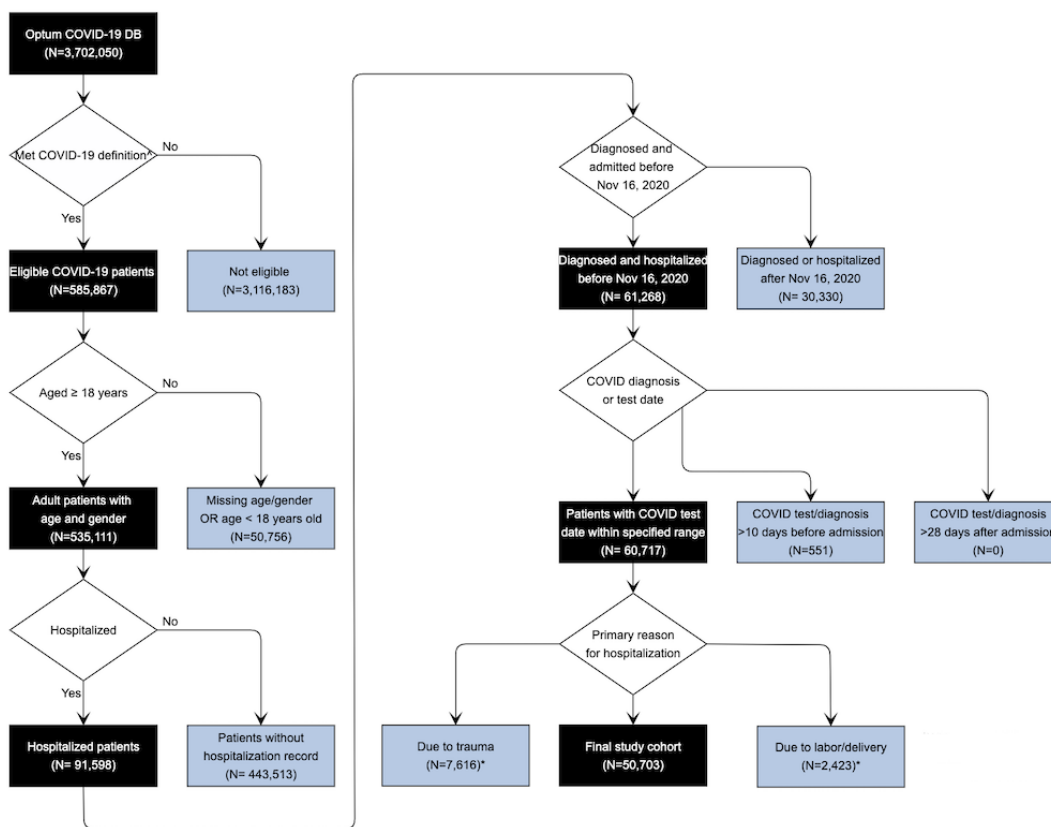 Optum COVID-19 DB
(N=3,702,050)
Met COVID-19 definition^
No
Yes
Eligible COVID-19 patients
(N=585,867)
Not eligible
(N=3,116,183)
Aged ≥ 18 years
No
Yes
Adult patients with
age and gender
(N=535,111)
Missing age/gender
OR age < 18 years old
(N=50,756)
Hospitalized
No
Yes
Hospitalized patients
(N= 91,598)
Patients without
hospitalization record
(N= 443,513)
Diagnosed and
admitted before
Nov 16, 2020
Diagnosed and hospitalized
before Nov 16, 2020
(N= 61,268)
Diagnosed or hospitalized
after Nov 16, 2020
(N= 30,330)
COVID diagnosis
or test date
Patients with COVID test
date within specified range
(N= 60,717)
COVID test/diagnosis
>10 days before admission
(N=551)
COVID test/diagnosis
>28 days after admission
(N=0)
Primary reason
for hospitalization
Due to trauma
(N=7,616)*
Final study cohort
(N=50,703)
Due to labor/delivery
(N=2,423)*